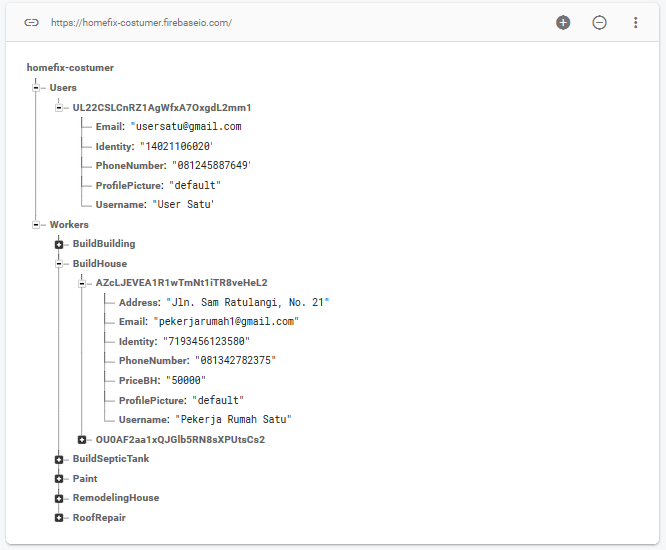 https://homefix-costumer.firebaseio.com/
homefix-costumer
Users
UL22CSLCnRZ1AgWfxA7OxgdL2mm1
Email: "usersatu@gmail.com
Identity: "14021106020'
PhoneNumber: "081245887649'
ProfilePicture: "default"
Username: "User Satu'
Workers
BuildBuilding
BuildHouse
AZcLJEVEA1R1wTmNt1iTR8veHeL2
Address: "Jln. Sam Ratulangi, No. 21"
Email: "pekerjarumah1@gmail.com"
Identity: "7193456123580"
PhoneNumber: "081342782375"
PriceBH: "50000"
ProfilePicture: "default"
Username: "Pekerja Rumah Satu"
OU0AF2aa1xQJGlb5RN8sXPUtsCs2
BuildSepticTank
Paint
RemodelingHouse
RoofRepair